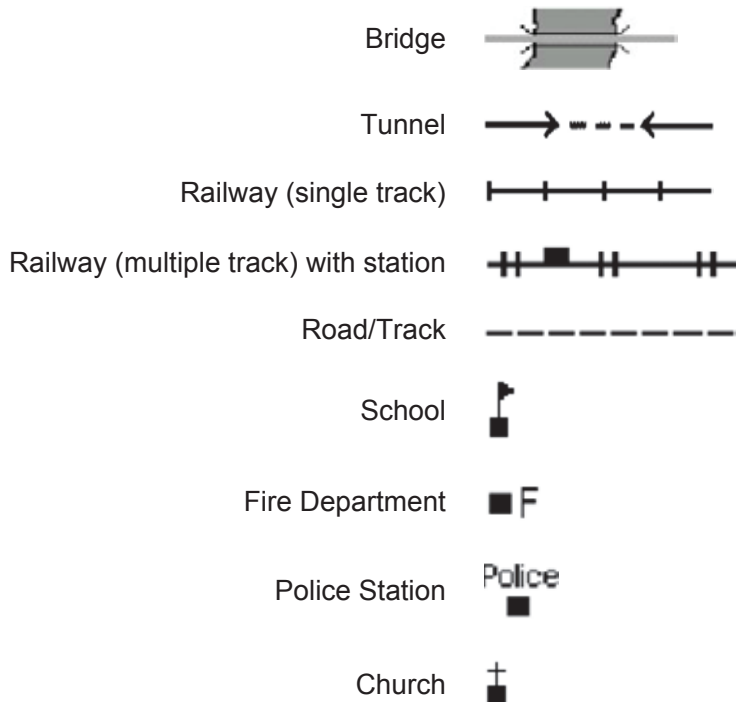 Bridge
Tunnel
Railway (single track)
Railway (multiple track) with station
Road/Track
School
Fire Department
F
Police Station
Police
Church